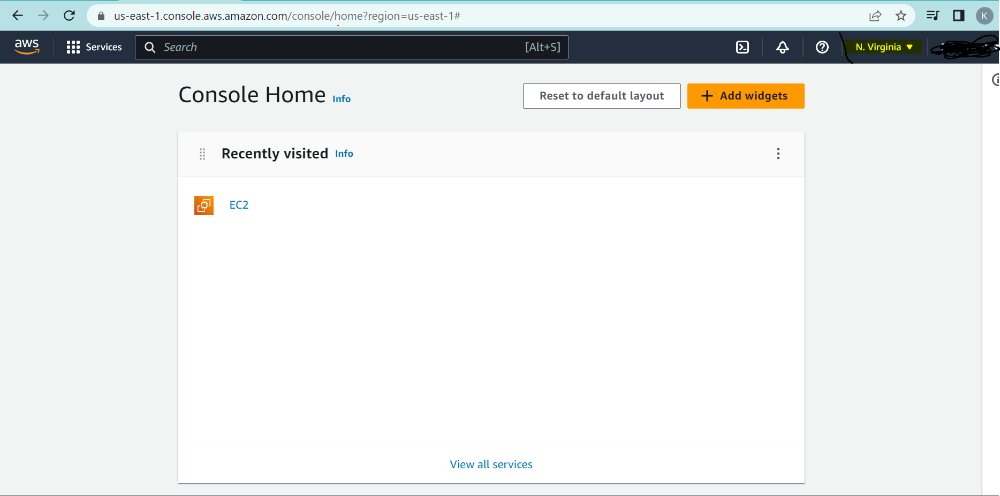 us-east-1.console.aws.amazon.com/console/home?region=us-east-1#
K
aws
Services
Search
[Alt+S]
N. Virginia
Console Home
Info
Reset to default layout
Add widgets
Recently visited
Info
EC2
View all services